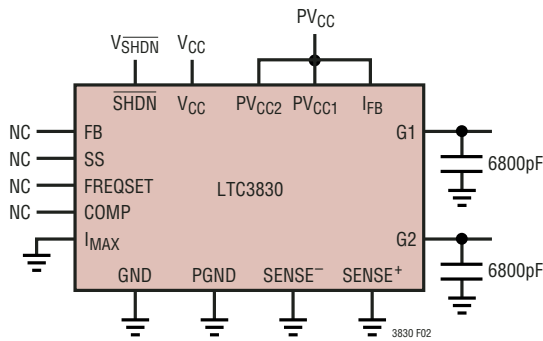 PVCC
VSHDN VCC
SHDN VCC PVCC2 PVCC1 IFB
NC FB G1
NC SS 6800pF
NC FREQSET
LTC3830
NC COMP
IMAX G2
6800pF
GND PGND SENSE⁻ SENSE⁺
3830 F02